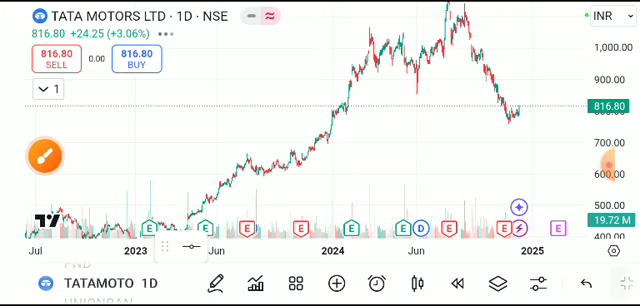 TATA MOTORS LTD · 1D · NSE
816.80 +24.25 (+3.06%)
816.80 SELL
0.00
816.80 BUY
1
INR
1,000.00
900.00
816.80
700.00
600.00
500.00
19.72 M
400.00
E E E E E E D E E E
Jul 2023 Jun 2024 Jun 2025
TATAMOTO 1D
UNIONBAN